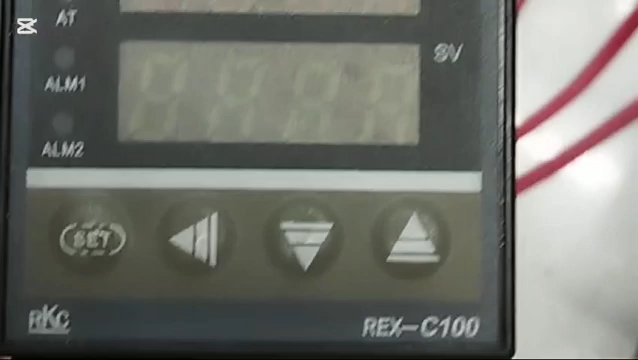 AT
SV
ALM1
ALM2
SET
RKC
REX-C100